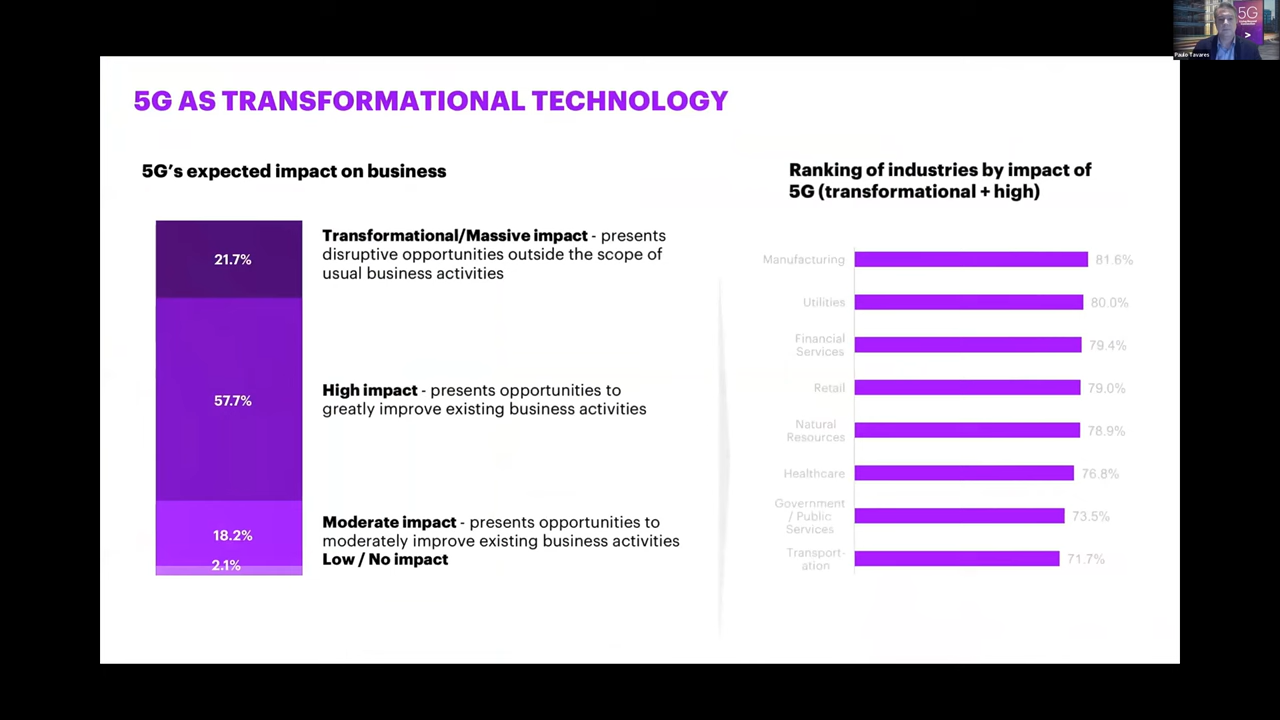 5G
>
Paulo Tavares
5G AS TRANSFORMATIONAL TECHNOLOGY
5G's expected impact on business
21.7%
Transformational/Massive impact - presents
disruptive opportunities outside the scope of
usual business activities
57.7%
High impact - presents opportunities to
greatly improve existing business activities
18.2%
Moderate impact - presents opportunities to
moderately improve existing business activities
2.1%
Low / No impact
Ranking of industries by impact of
5G (transformational + high)
Manufacturing 81.6%
Utilities 80.0%
Financial
Services 79.4%
Retail 79.0%
Natural
Resources 78.9%
Healthcare 76.8%
Government
/ Public
Services 73.5%
Transport-
ation 71.7%